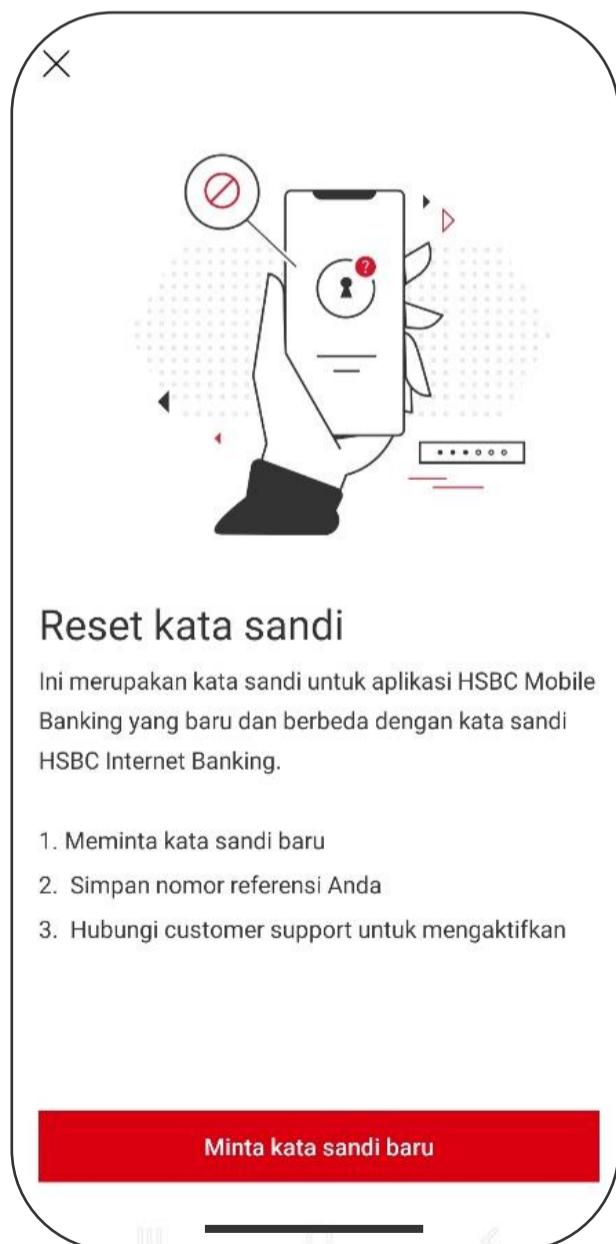 ?
Reset kata sandi
Ini merupakan kata sandi untuk aplikasi HSBC Mobile
Banking yang baru dan berbeda dengan kata sandi
HSBC Internet Banking.
1. Meminta kata sandi baru
2. Simpan nomor referensi Anda
3. Hubungi customer support untuk mengaktifkan
Minta kata sandi baru